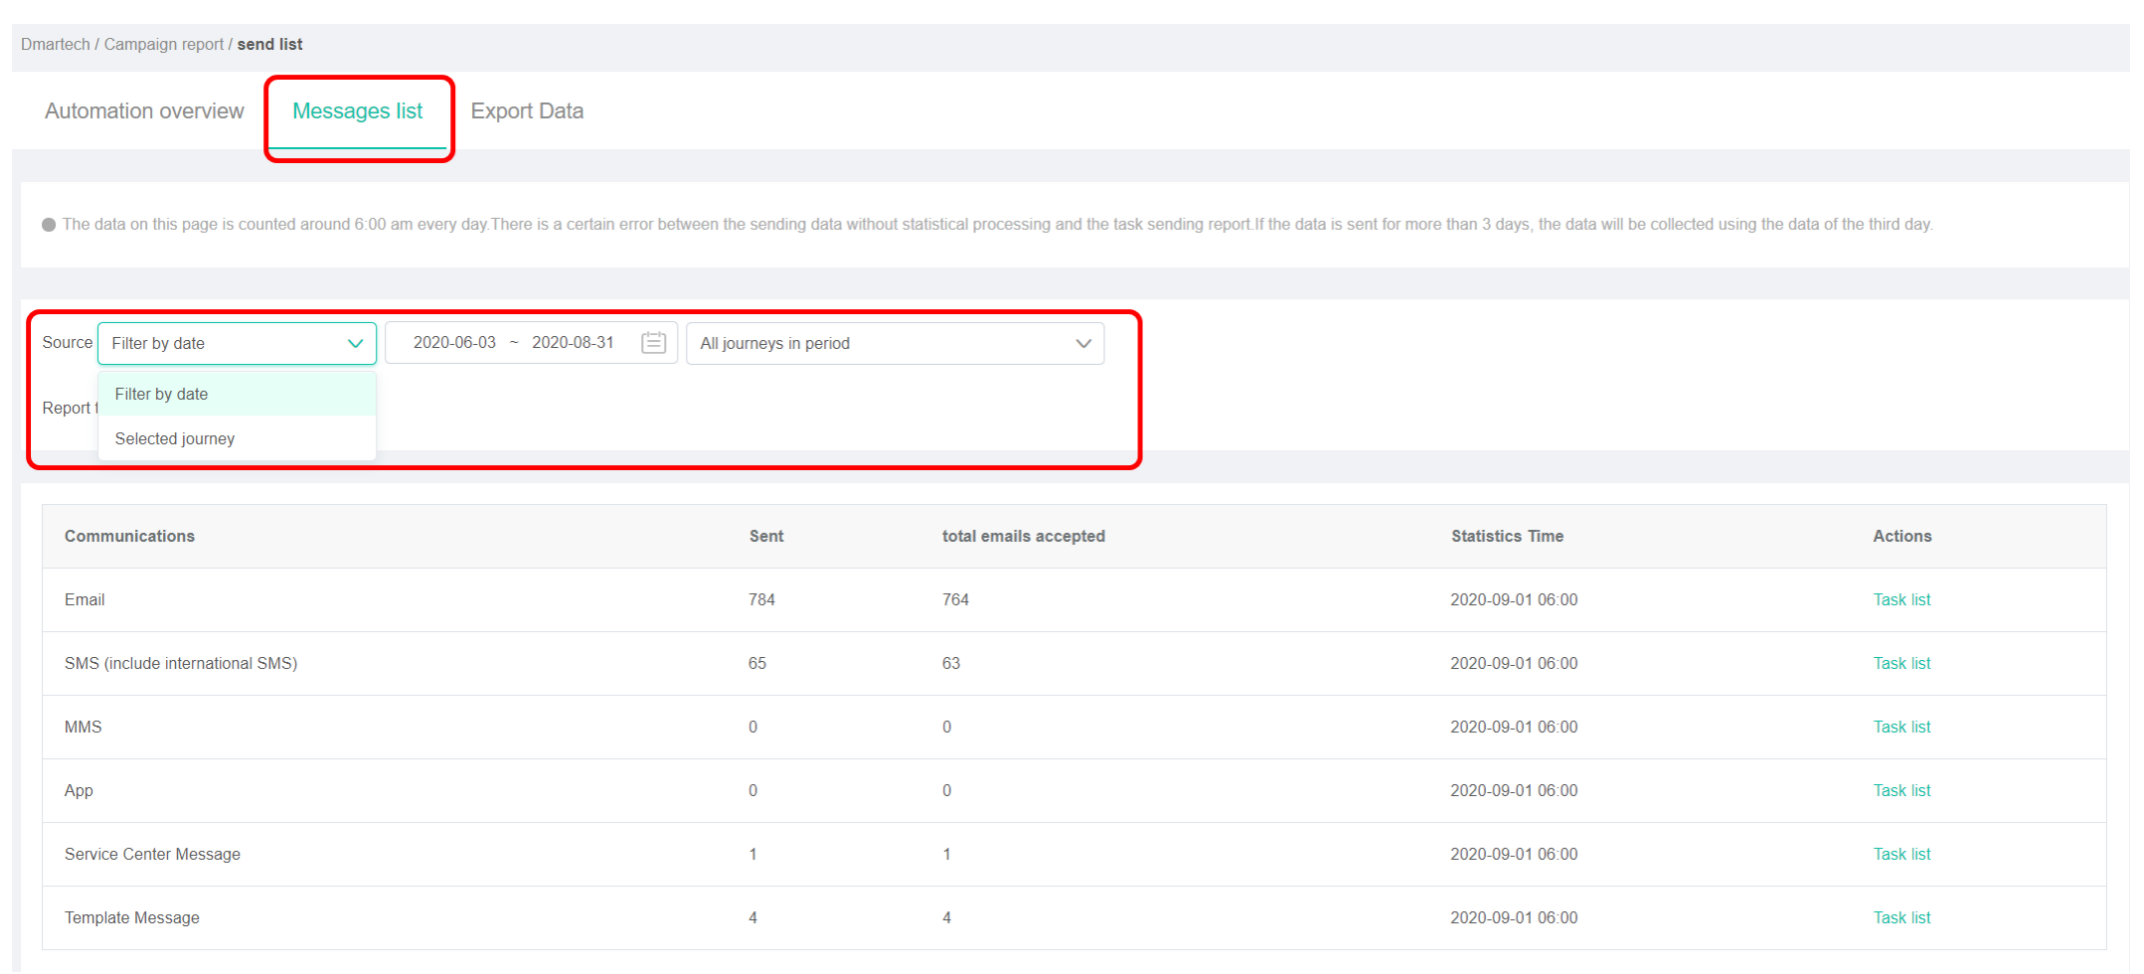 Dmartech / Campaign report / send list
Automation overview Messages list Export Data
The data on this page is counted around 6:00 am every day.There is a certain error between the sending data without statistical processing and the task sending report.If the data is sent for more than 3 days, the data will be collected using the data of the third day.
Source Filter by date 2020-06-03 ~ 2020-08-31 All journeys in period
Filter by date
Report
Selected journey
Communications Sent total emails accepted Statistics Time Actions
Email 784 764 2020-09-01 06:00 Task list
SMS (include international SMS) 65 63 2020-09-01 06:00 Task list
MMS 0 0 2020-09-01 06:00 Task list
App 0 0 2020-09-01 06:00 Task list
Service Center Message 1 1 2020-09-01 06:00 Task list
Template Message 4 4 2020-09-01 06:00 Task list